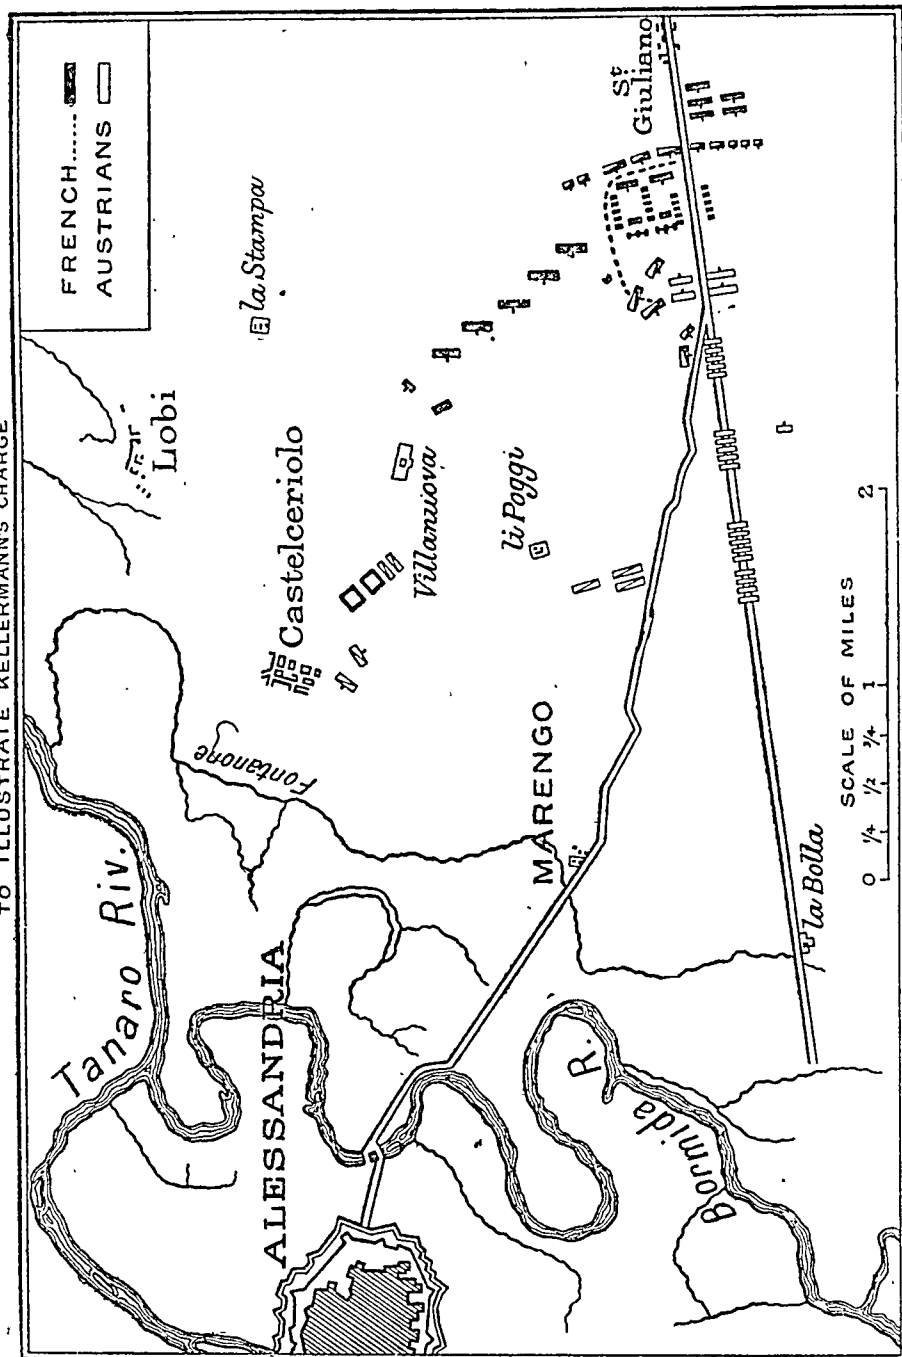 TO ILLUSTRATE KELLERMANN'S CHARGE
FRENCH......
AUSTRIANS
Tanaro Riv.
Lobi
la Stampa
Castelceriolo
Fontanone
Villanuova
li Poggi
St.
Giuliano
ALESSANDRIA
MARENGO
Bormida R.
la Bolla
SCALE OF MILES
0 1/4 1/2 3/4 1 2